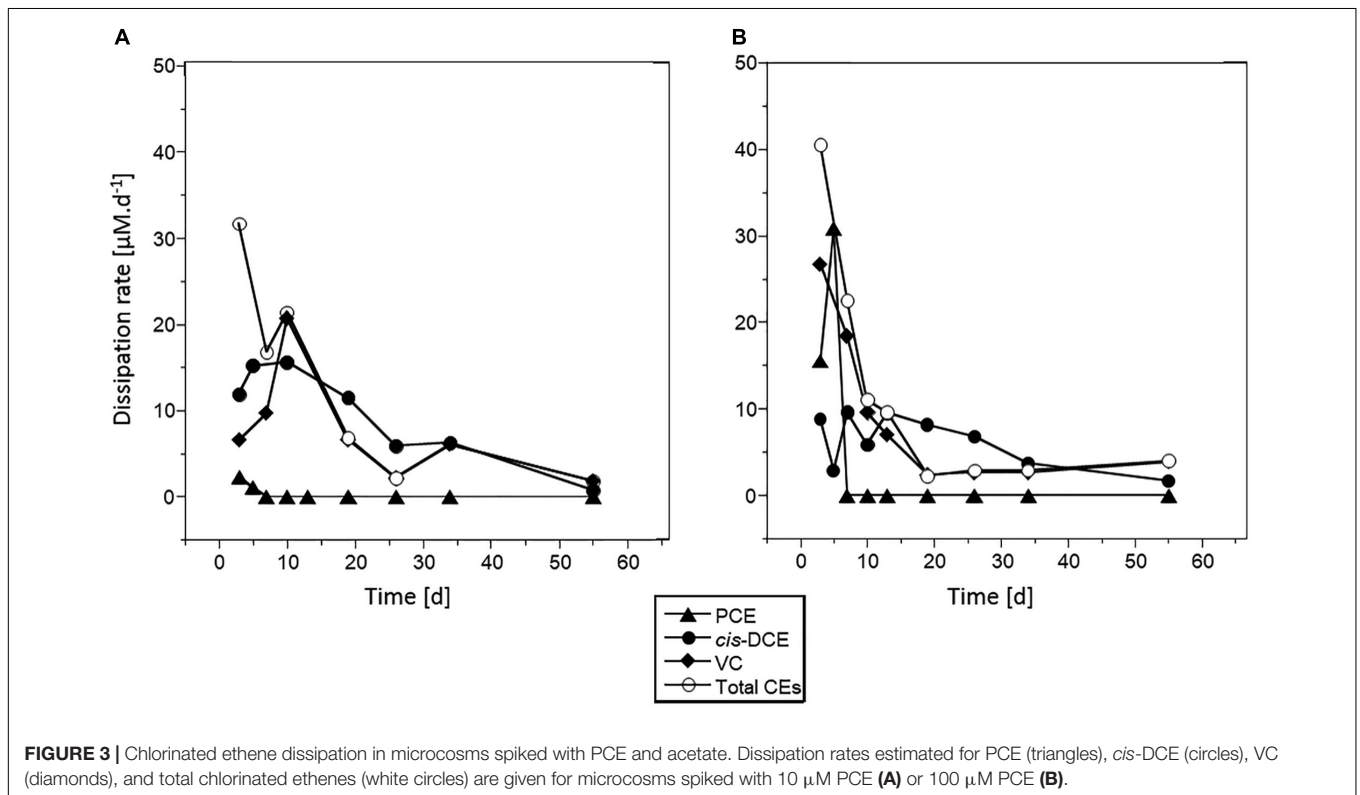 A
B
50
40
30
20
10
0
Dissipation rate [µM.d-1]
0 10 20 30 40 50 60
Time [d]
50
40
30
20
10
0
0 10 20 30 40 50 60
Time [d]
PCE
cis-DCE
VC
Total CEs
FIGURE 3 | Chlorinated ethene dissipation in microcosms spiked with PCE and acetate. Dissipation rates estimated for PCE (triangles), cis-DCE (circles), VC
(diamonds), and total chlorinated ethenes (white circles) are given for microcosms spiked with 10 µM PCE (A) or 100 µM PCE (B).